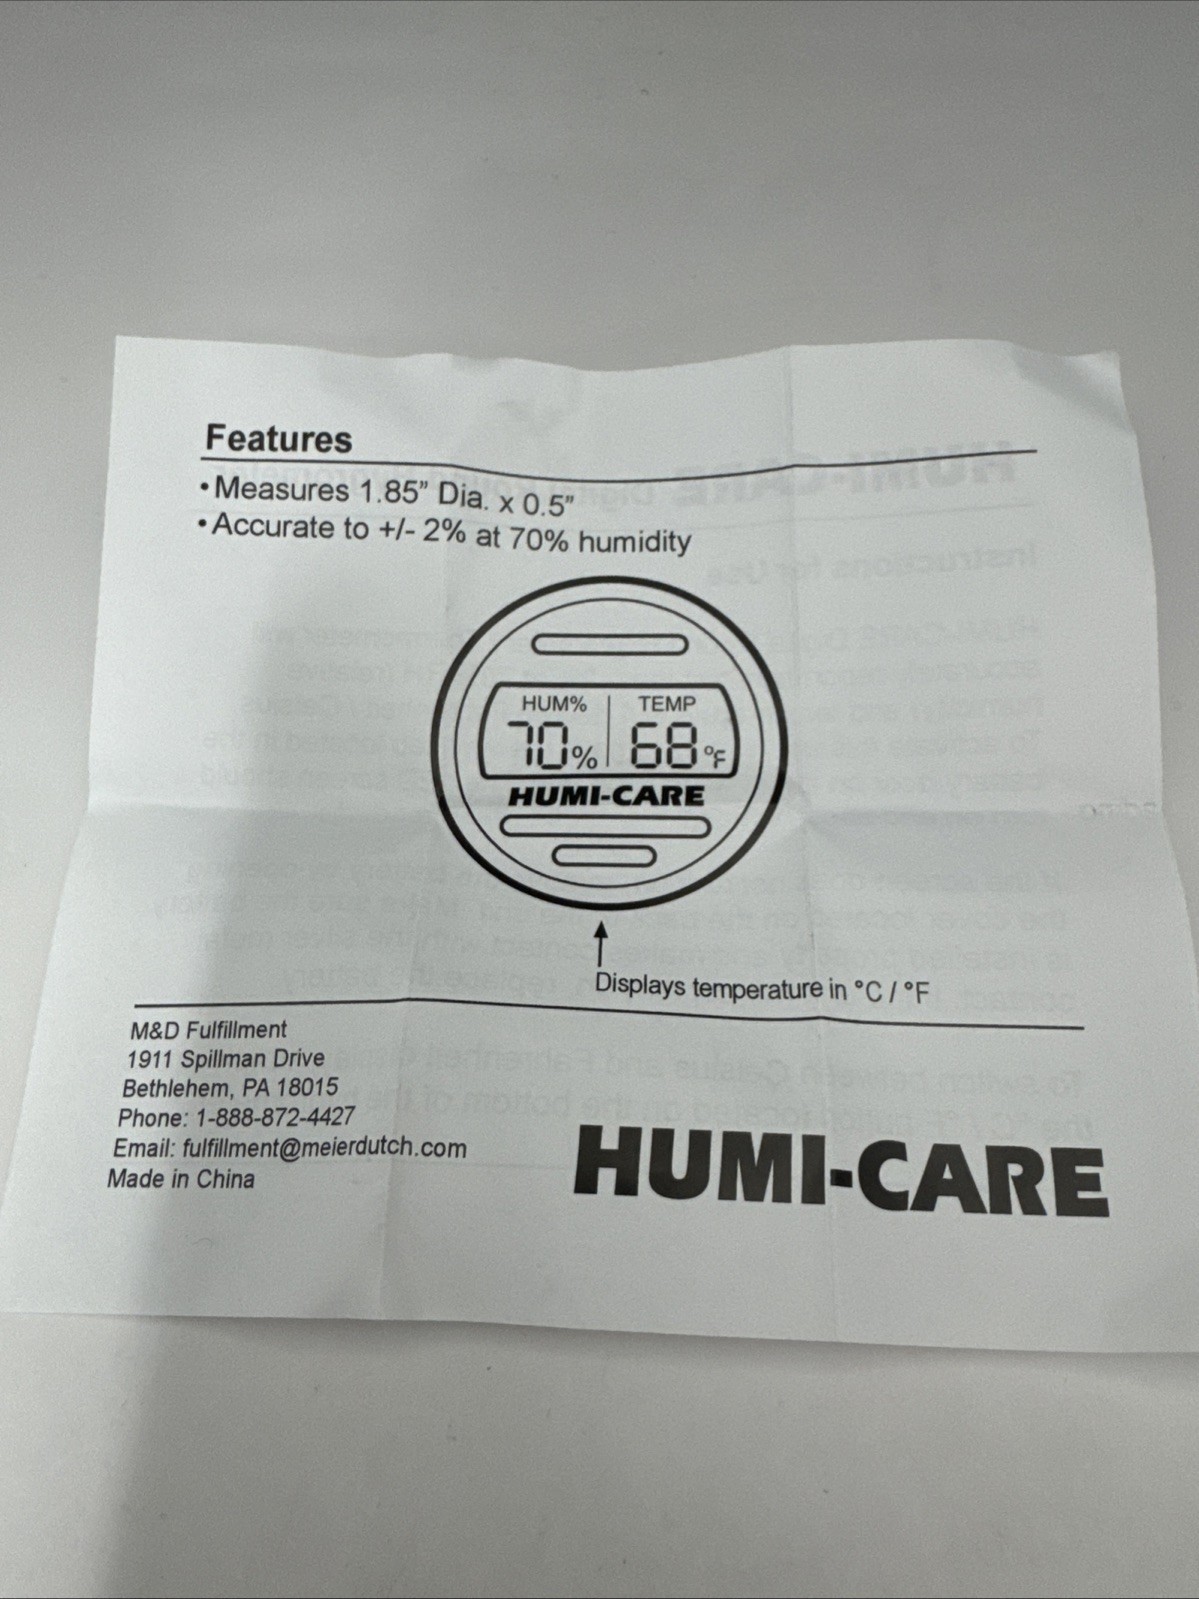 Features
•Measures 1.85” Dia. x 0.5”
•Accurate to +/- 2% at 70% humidity
HUM% TEMP
70% 68°F
HUMI-CARE
Displays temperature in °C / °F
M&D Fulfillment
1911 Spillman Drive
Bethlehem, PA 18015
Phone: 1-888-872-4427
Email: fulfillment@meierdutch.com
Made in China
HUMI-CARE